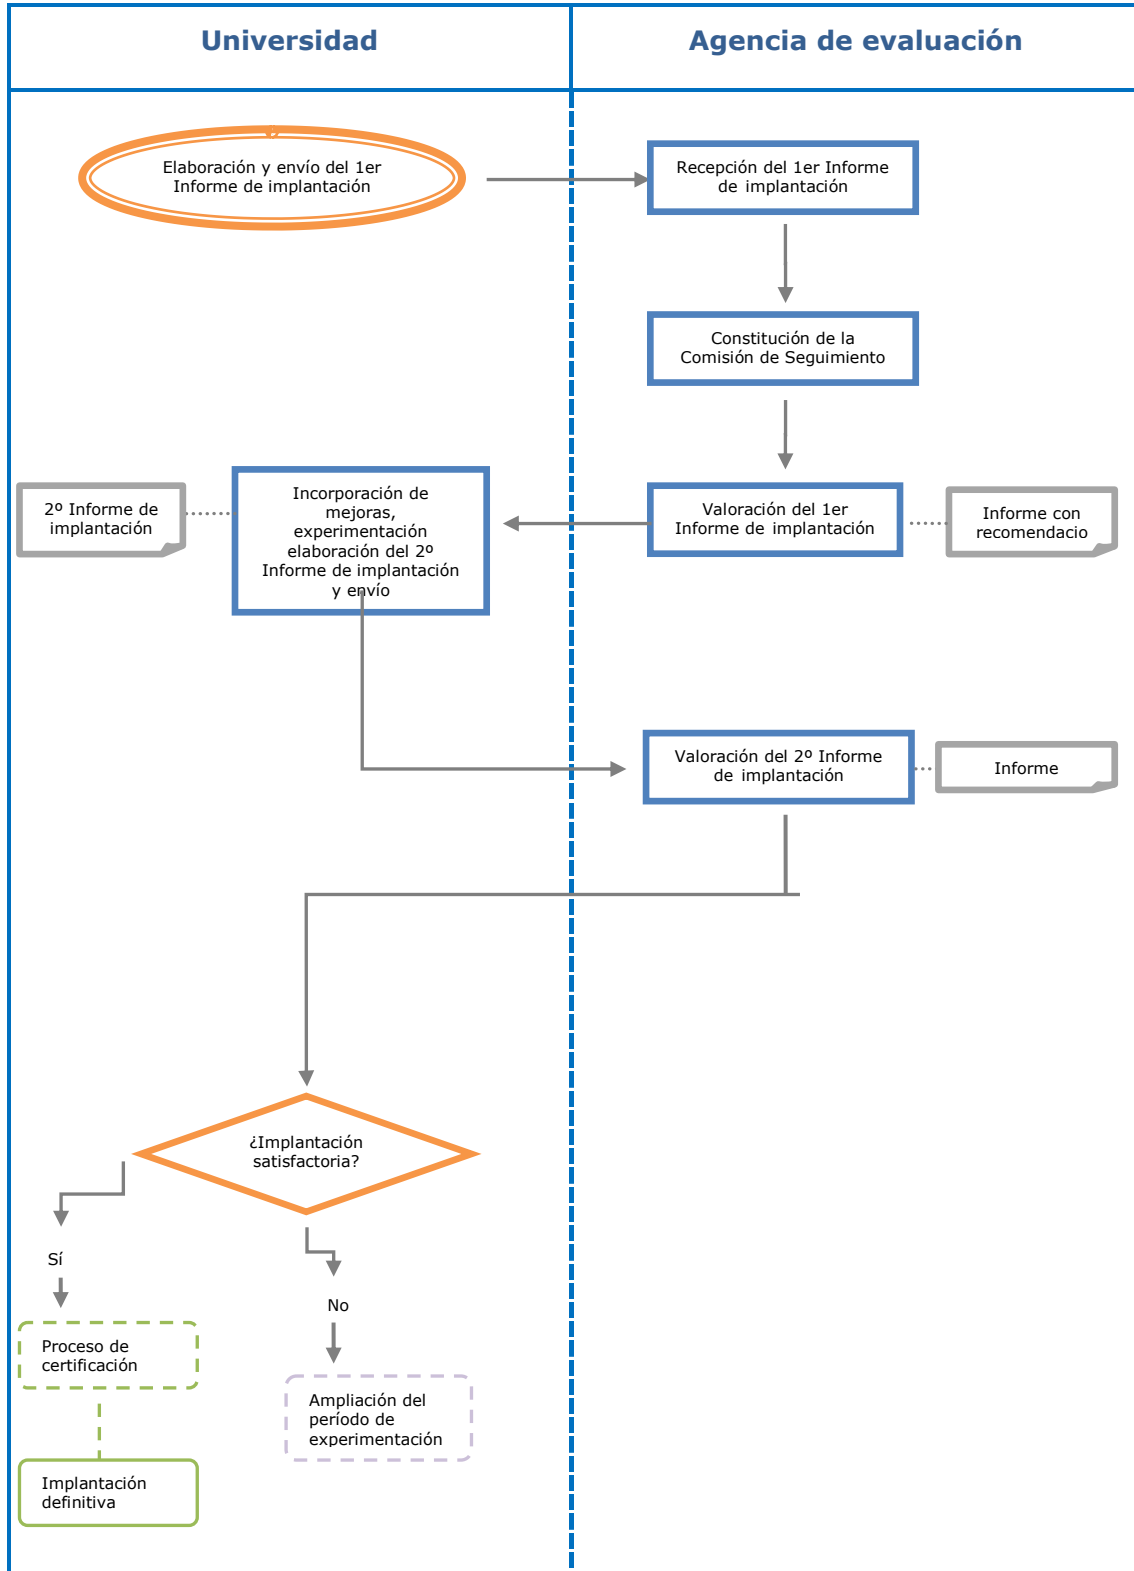 Universidad
Agencia de evaluación
Elaboración y envío del 1er
Informe de implantación
Recepción del 1er Informe
de implantación
Constitución de la
Comisión de Seguimiento
2º Informe de
implantación
Incorporación de
mejoras,
experimentación
elaboración del 2º
Informe de implantación
y envío
Valoración del 1er
Informe de implantación
Informe con
recomendacio
Valoración del 2º Informe
de implantación
Informe
¿Implantación
satisfactoria?
Sí
No
Proceso de
certificación
Ampliación del
período de
experimentación
Implantación
definitiva